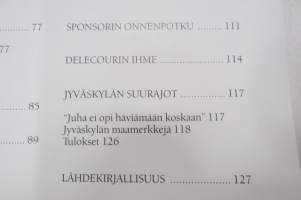 77
77
85
89
SPONSORIN ONNENPOTKU ........ 111
DELECOURIN IHME .................. 114
JYVÄSKYLÄN SUURAJOT ........... 117
"Juha ei opi häviämään koskaan" 117
Jyväskylän maamerkkejä 118
Tulokset 126
LÄHDEKIRJALLISUUS .................. 127